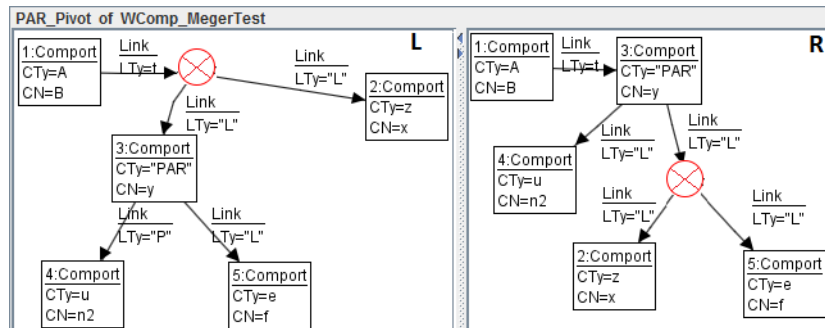 PAR_Pivot of WComp_MegerTest
L
1:Comport
CTy=A
CN=B
Link
LTy=t
Link
LTy="L"
2:Comport
CTy=z
CN=x
Link
LTy="L"
3:Comport
CTy="PAR"
CN=y
Link
LTy="P"
Link
LTy="L"
4:Comport
CTy=u
CN=n2
5:Comport
CTy=e
CN=f
R
1:Comport
CTy=A
CN=B
Link
LTy=t
3:Comport
CTy="PAR"
CN=y
Link
LTy="L"
Link
LTy="L"
4:Comport
CTy=u
CN=n2
Link
LTy="L"
Link
LTy="L"
2:Comport
CTy=z
CN=x
5:Comport
CTy=e
CN=f